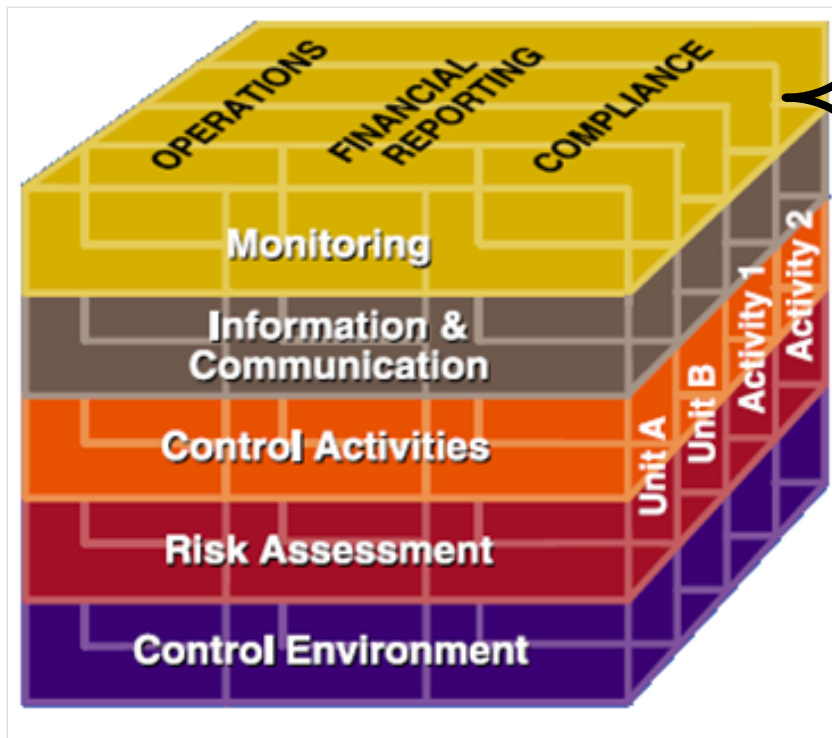 OPERATIONS
FINANCIAL
REPORTING
COMPLIANCE
Monitoring
Information &
Communication
Control Activities
Risk Assessment
Control Environment
Unit A
Unit B
Activity 1
Activity 2